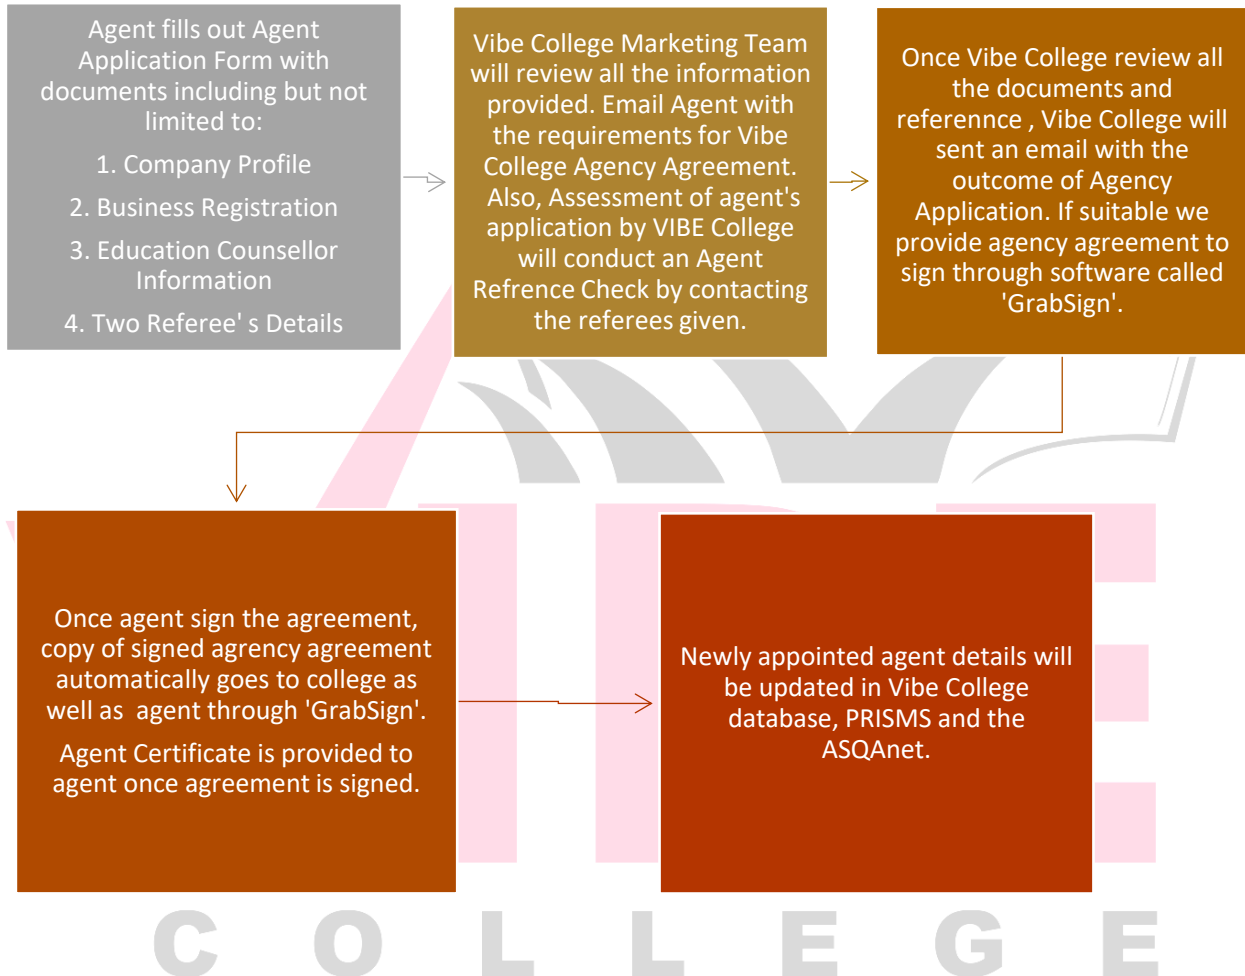 Agent fills out Agent
Application Form with
documents including but not
limited to:
1. Company Profile
2. Business Registration
3. Education Counsellor
Information
4. Two Referee' s Details
Vibe College Marketing Team
will review all the information
provided. Email Agent with
the requirements for Vibe
College Agency Agreement.
Also, Assessment of agent's
application by VIBE College
will conduct an Agent
Refrence Check by contacting
the referees given.
Once Vibe College review all
the documents and
referennce , Vibe College will
sent an email with the
outcome of Agency
Application. If suitable we
provide agency agreement to
sign through software called
'GrabSign'.
Once agent sign the agreement,
copy of signed agrency agreement
automatically goes to college as
well as  agent through 'GrabSign'.
Agent Certificate is provided to
agent once agreement is signed.
Newly appointed agent details will
be updated in Vibe College
database, PRISMS and the
ASQAnet.
COLLEGE